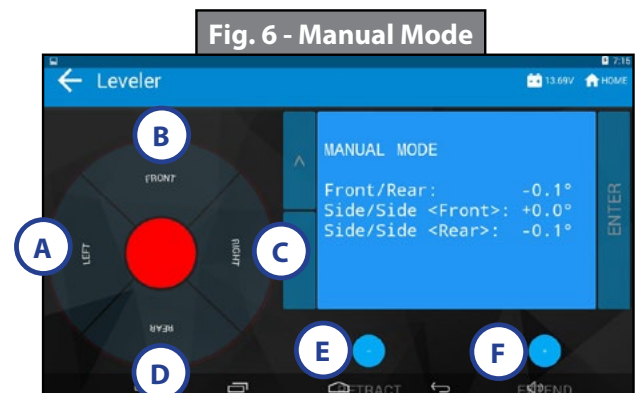 Fig. 6 - Manual Mode
7:15
Leveler
13.69V
HOME
B
FRONT
A
LEFT
RIGHT
C
REAR
D
MANUAL MODE
Front/Rear: -0.1°
Side/Side <Front>: +0.0°
Side/Side <Rear>: -0.1°
ENTER
E
-
F
RETRACT